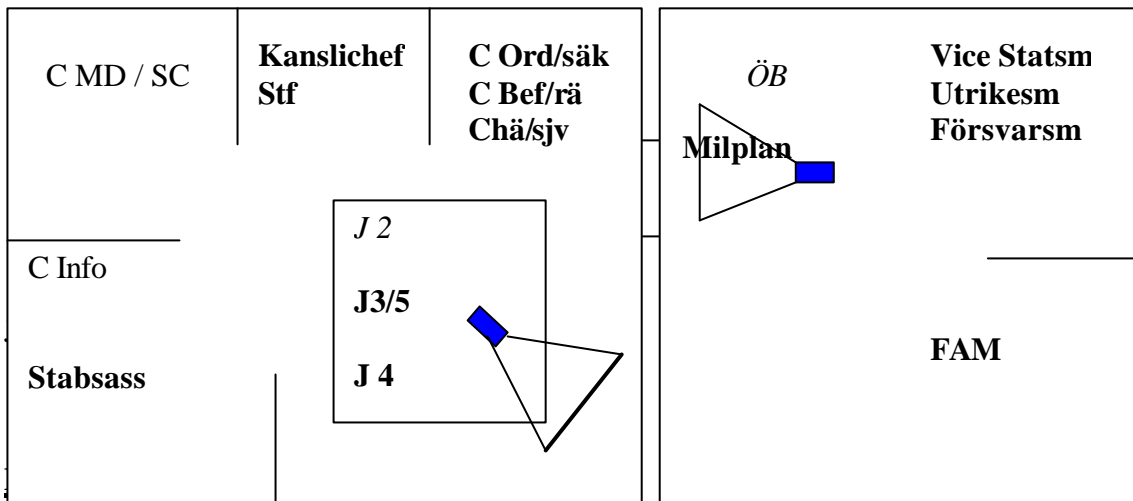 C MD / SC
Kanslichef
Stf
C Ord/säk
C Bef/rä
Chä/sjv
ÖB
Milplan
Vice Statsm
Utrikesm
Försvarsm
J 2
J3/5
J 4
C Info
Stabsass
FAM